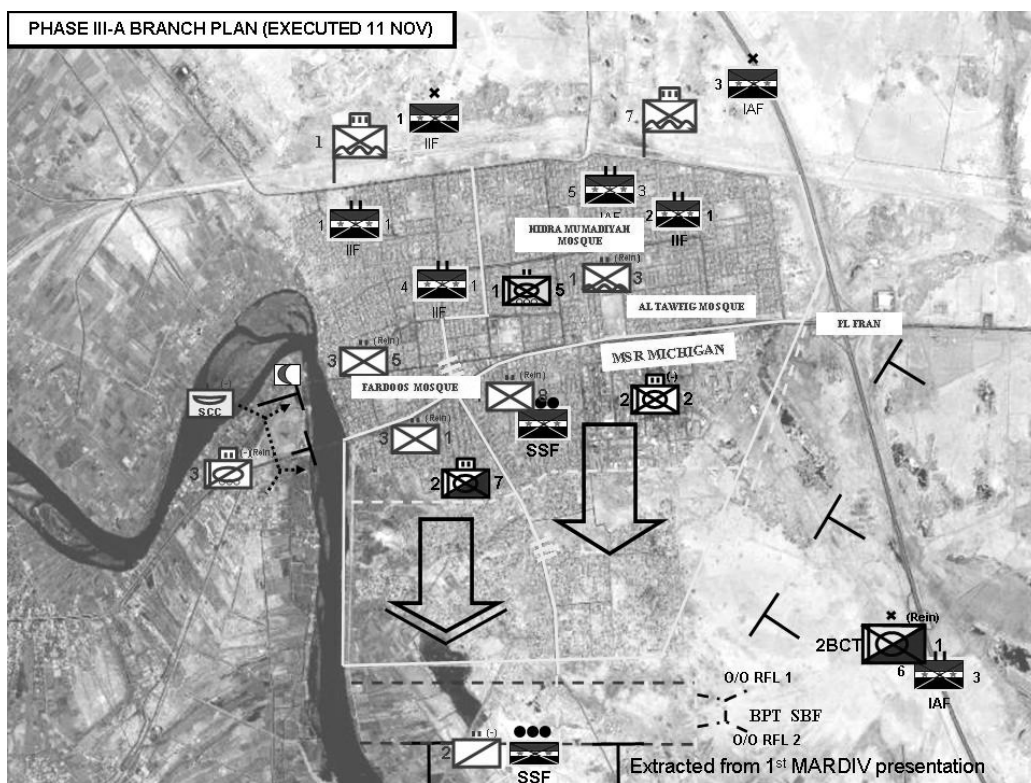 PHASE III-A BRANCH PLAN (EXECUTED 11 NOV)
3
IAF
1
IIF
1
7
1 1
IIF
5 3
IAF
2 1
IIF
HIDRA MUMADIYAH
MOSQUE
(Rein)
1 3
4 1
IIF
1 5
AL TAWFIG MOSQUE
PL FRAN
MSR MICHIGAN
(Rein)
3 5
FARDOOS MOSQUE
(Rein)
8
SSF
(-)
2 2
SCC
(-) (Rein)
3
(Rein)
3 1
2 7
(Rein)
2BCT 1
6 3
IAF
O/O RFL 1
BPT SBF
O/O RFL 2
(-)
2
SSF
Extracted from 1st MARDIV presentation